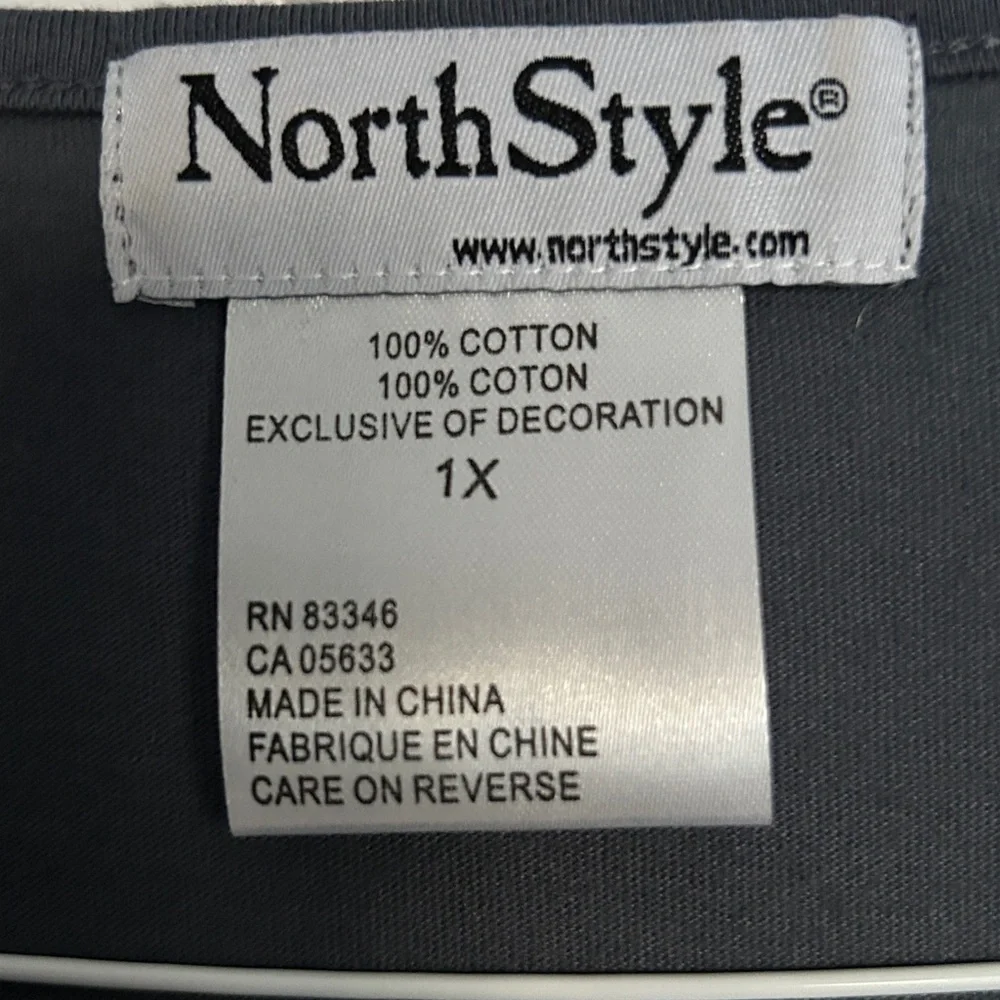 NorthStyle®
www.northstyle.com
100% COTTON
100% COTON
EXCLUSIVE OF DECORATION
1X
RN 83346
CA 05633
MADE IN CHINA
FABRIQUE EN CHINE
CARE ON REVERSE